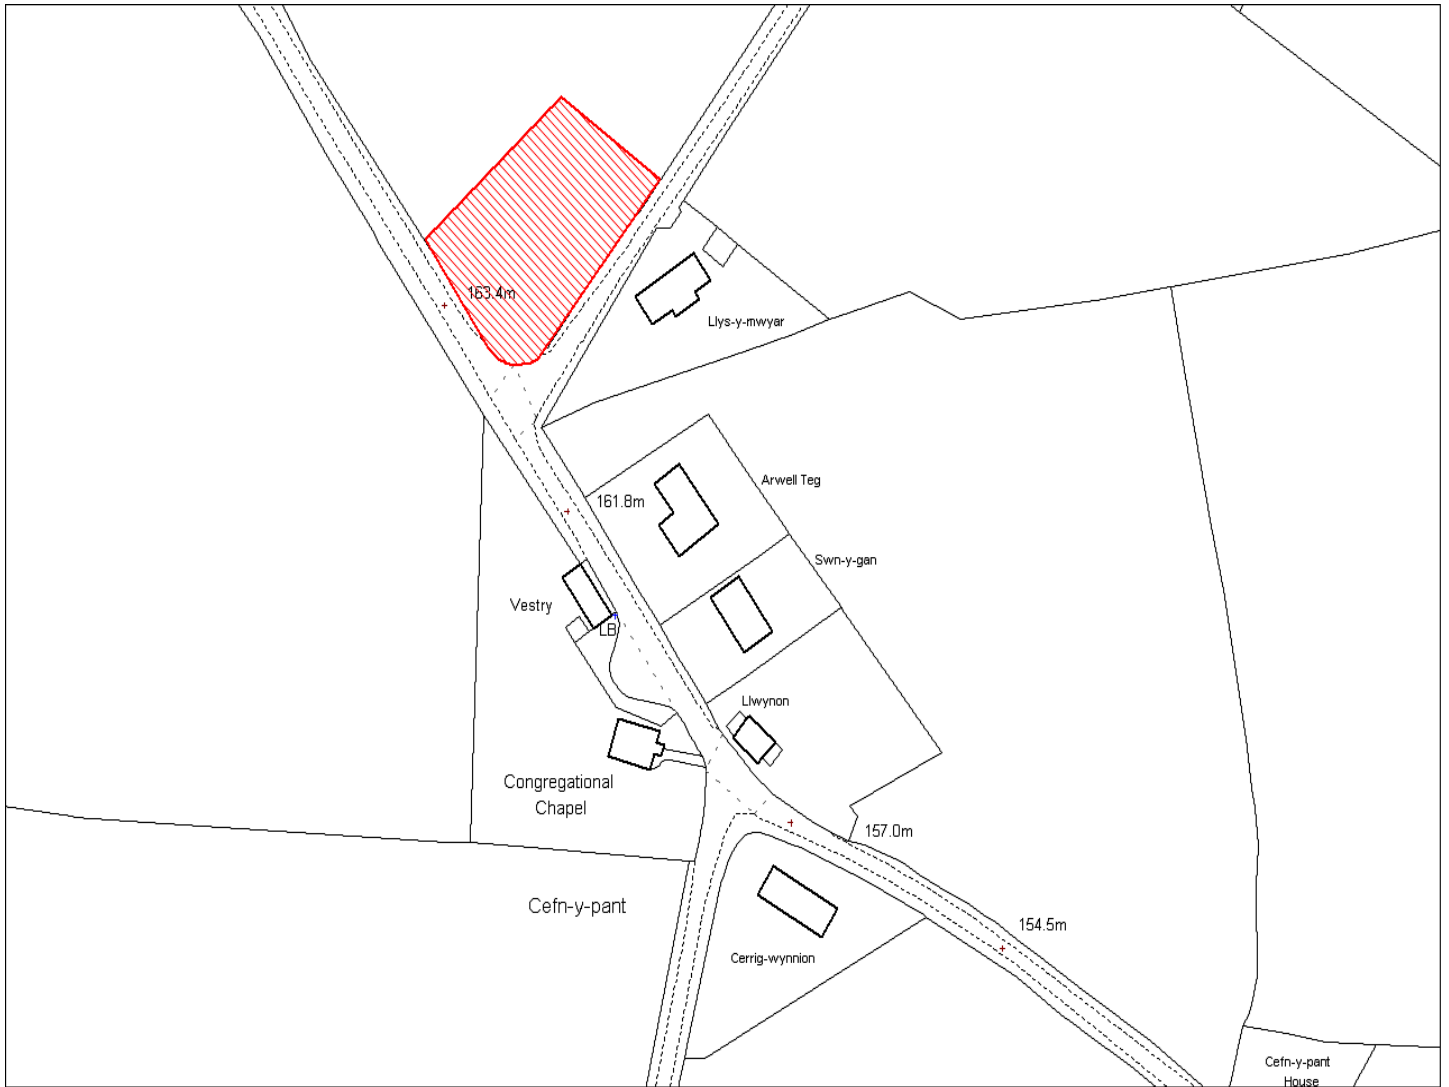 163.4m
Llys-y-mwyar
Arwell Teg
161.8m
Swn-y-gan
Vestry
LB
Llwynon
Congregational
Chapel
157.0m
Cefn-y-pant
154.5m
Cerrig-wynnion
Cefn-y-pant
House